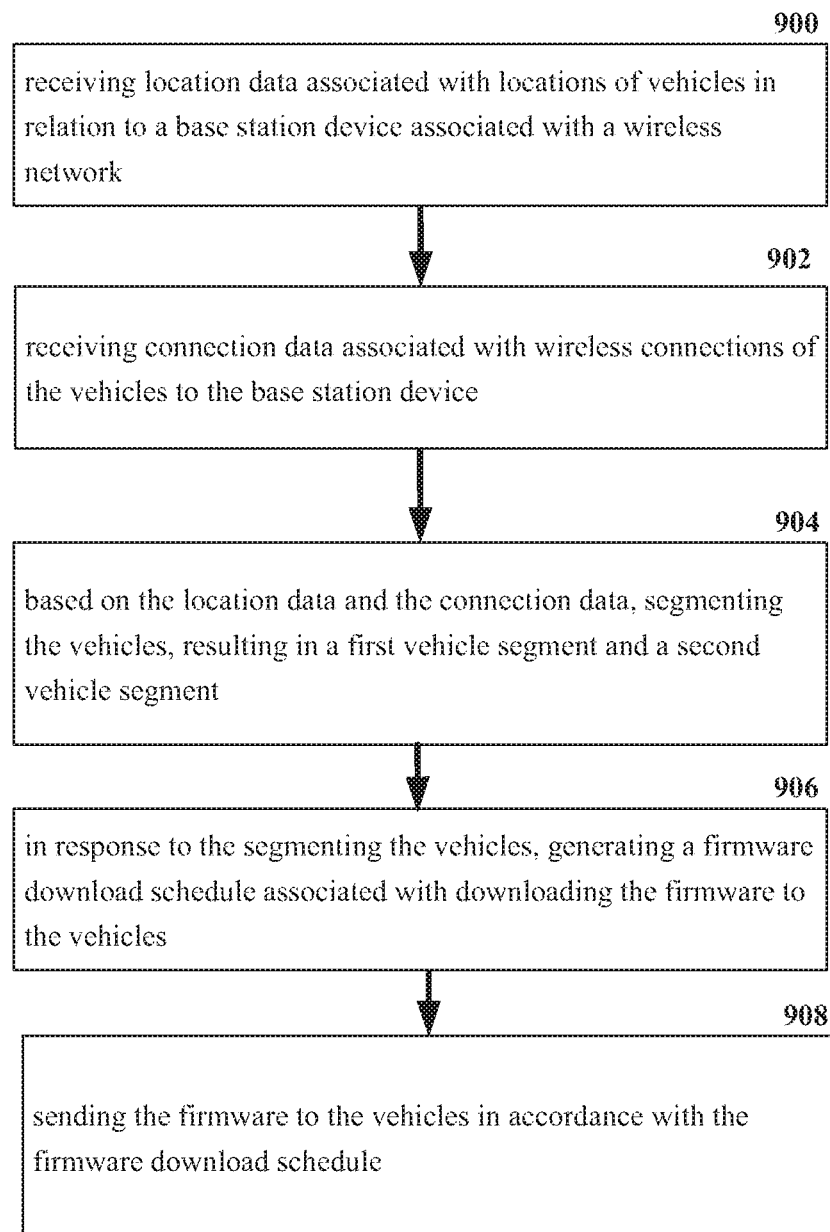 900
receiving location data associated with locations of vehicles in
relation to a base station device associated with a wireless
network
902
receiving connection data associated with wireless connections of
the vehicles to the base station device
904
based on the location data and the connection data, segmenting
the vehicles, resulting in a first vehicle segment and a second
vehicle segment
906
in response to the segmenting the vehicles, generating a firmware
download schedule associated with downloading the firmware to
the vehicles
908
sending the firmware to the vehicles in accordance with the
firmware download schedule